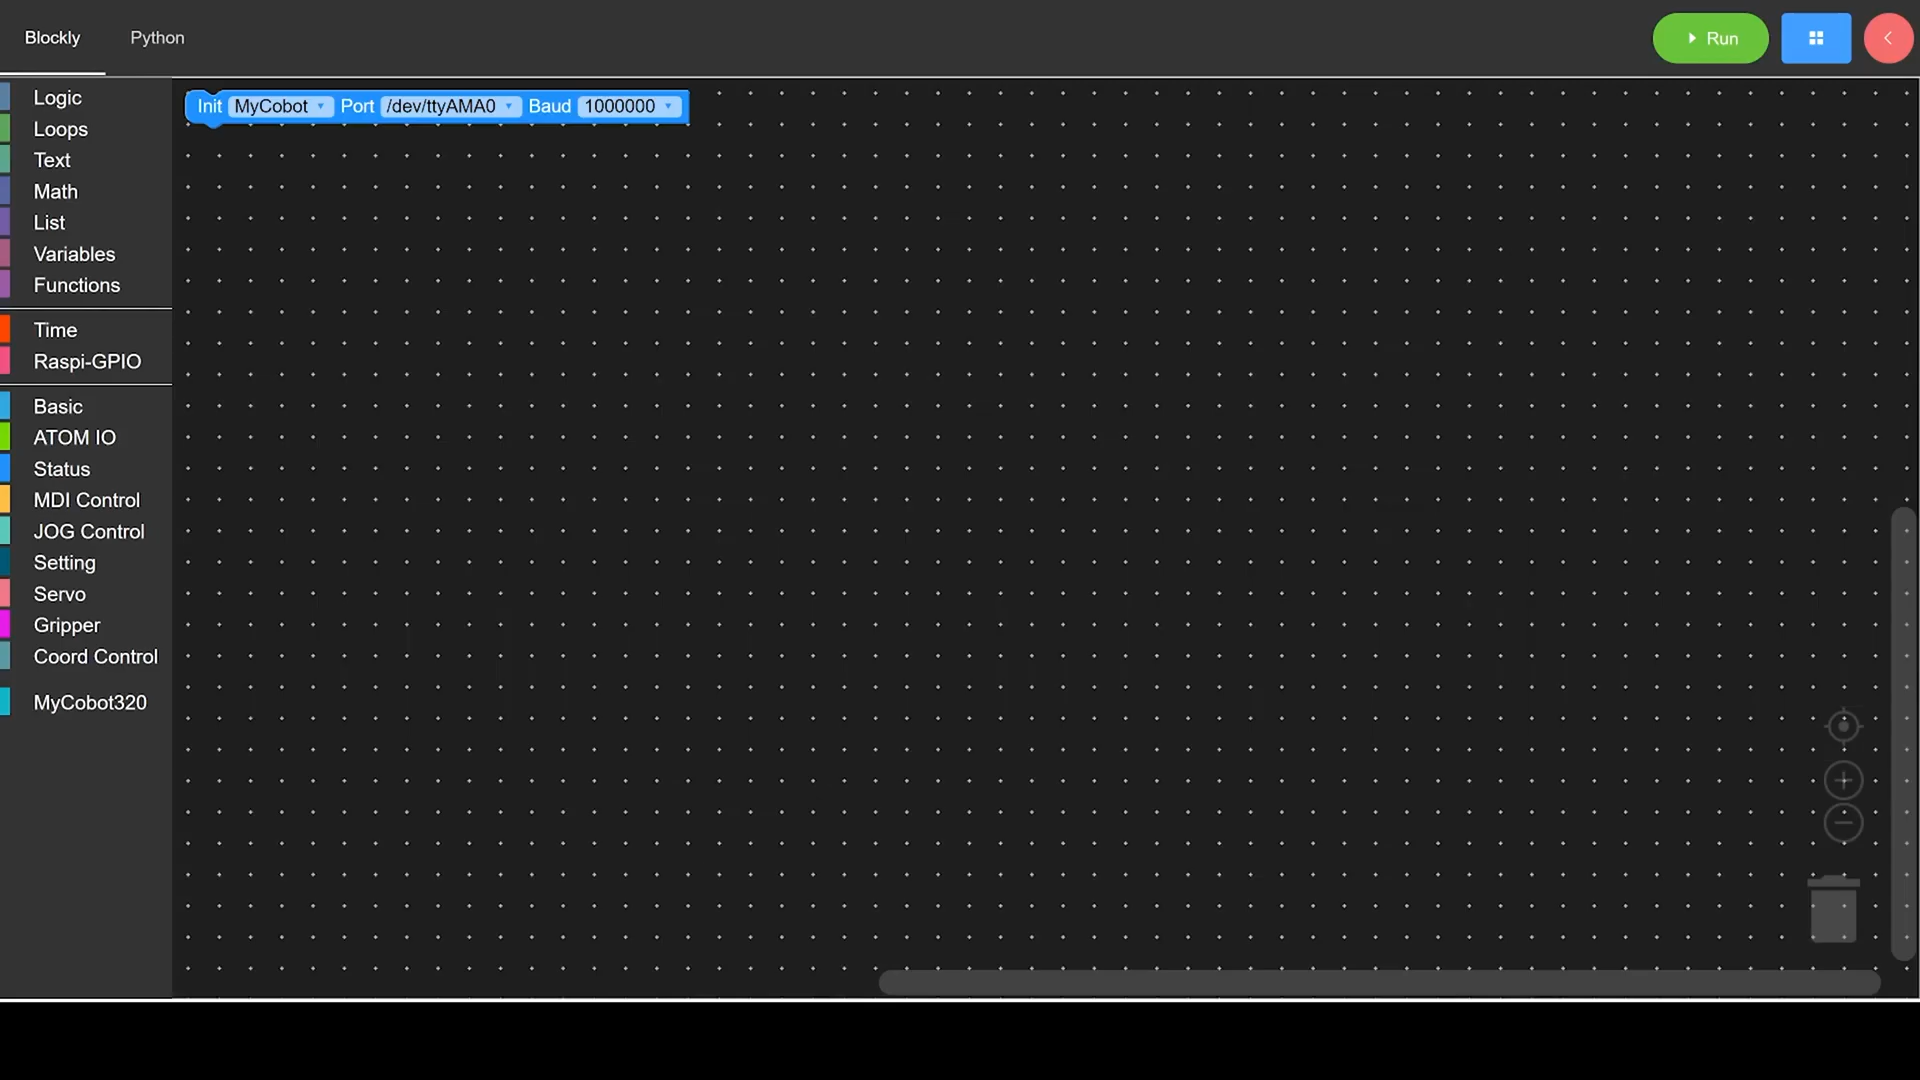 Blockly
Python
Run
Logic
Loops
Text
Math
List
Variables
Functions
Time
Raspi-GPIO
Basic
ATOM IO
Status
MDI Control
JOG Control
Setting
Servo
Gripper
Coord Control
MyCobot320
Init MyCobot Port /dev/ttyAMA0 Baud 1000000